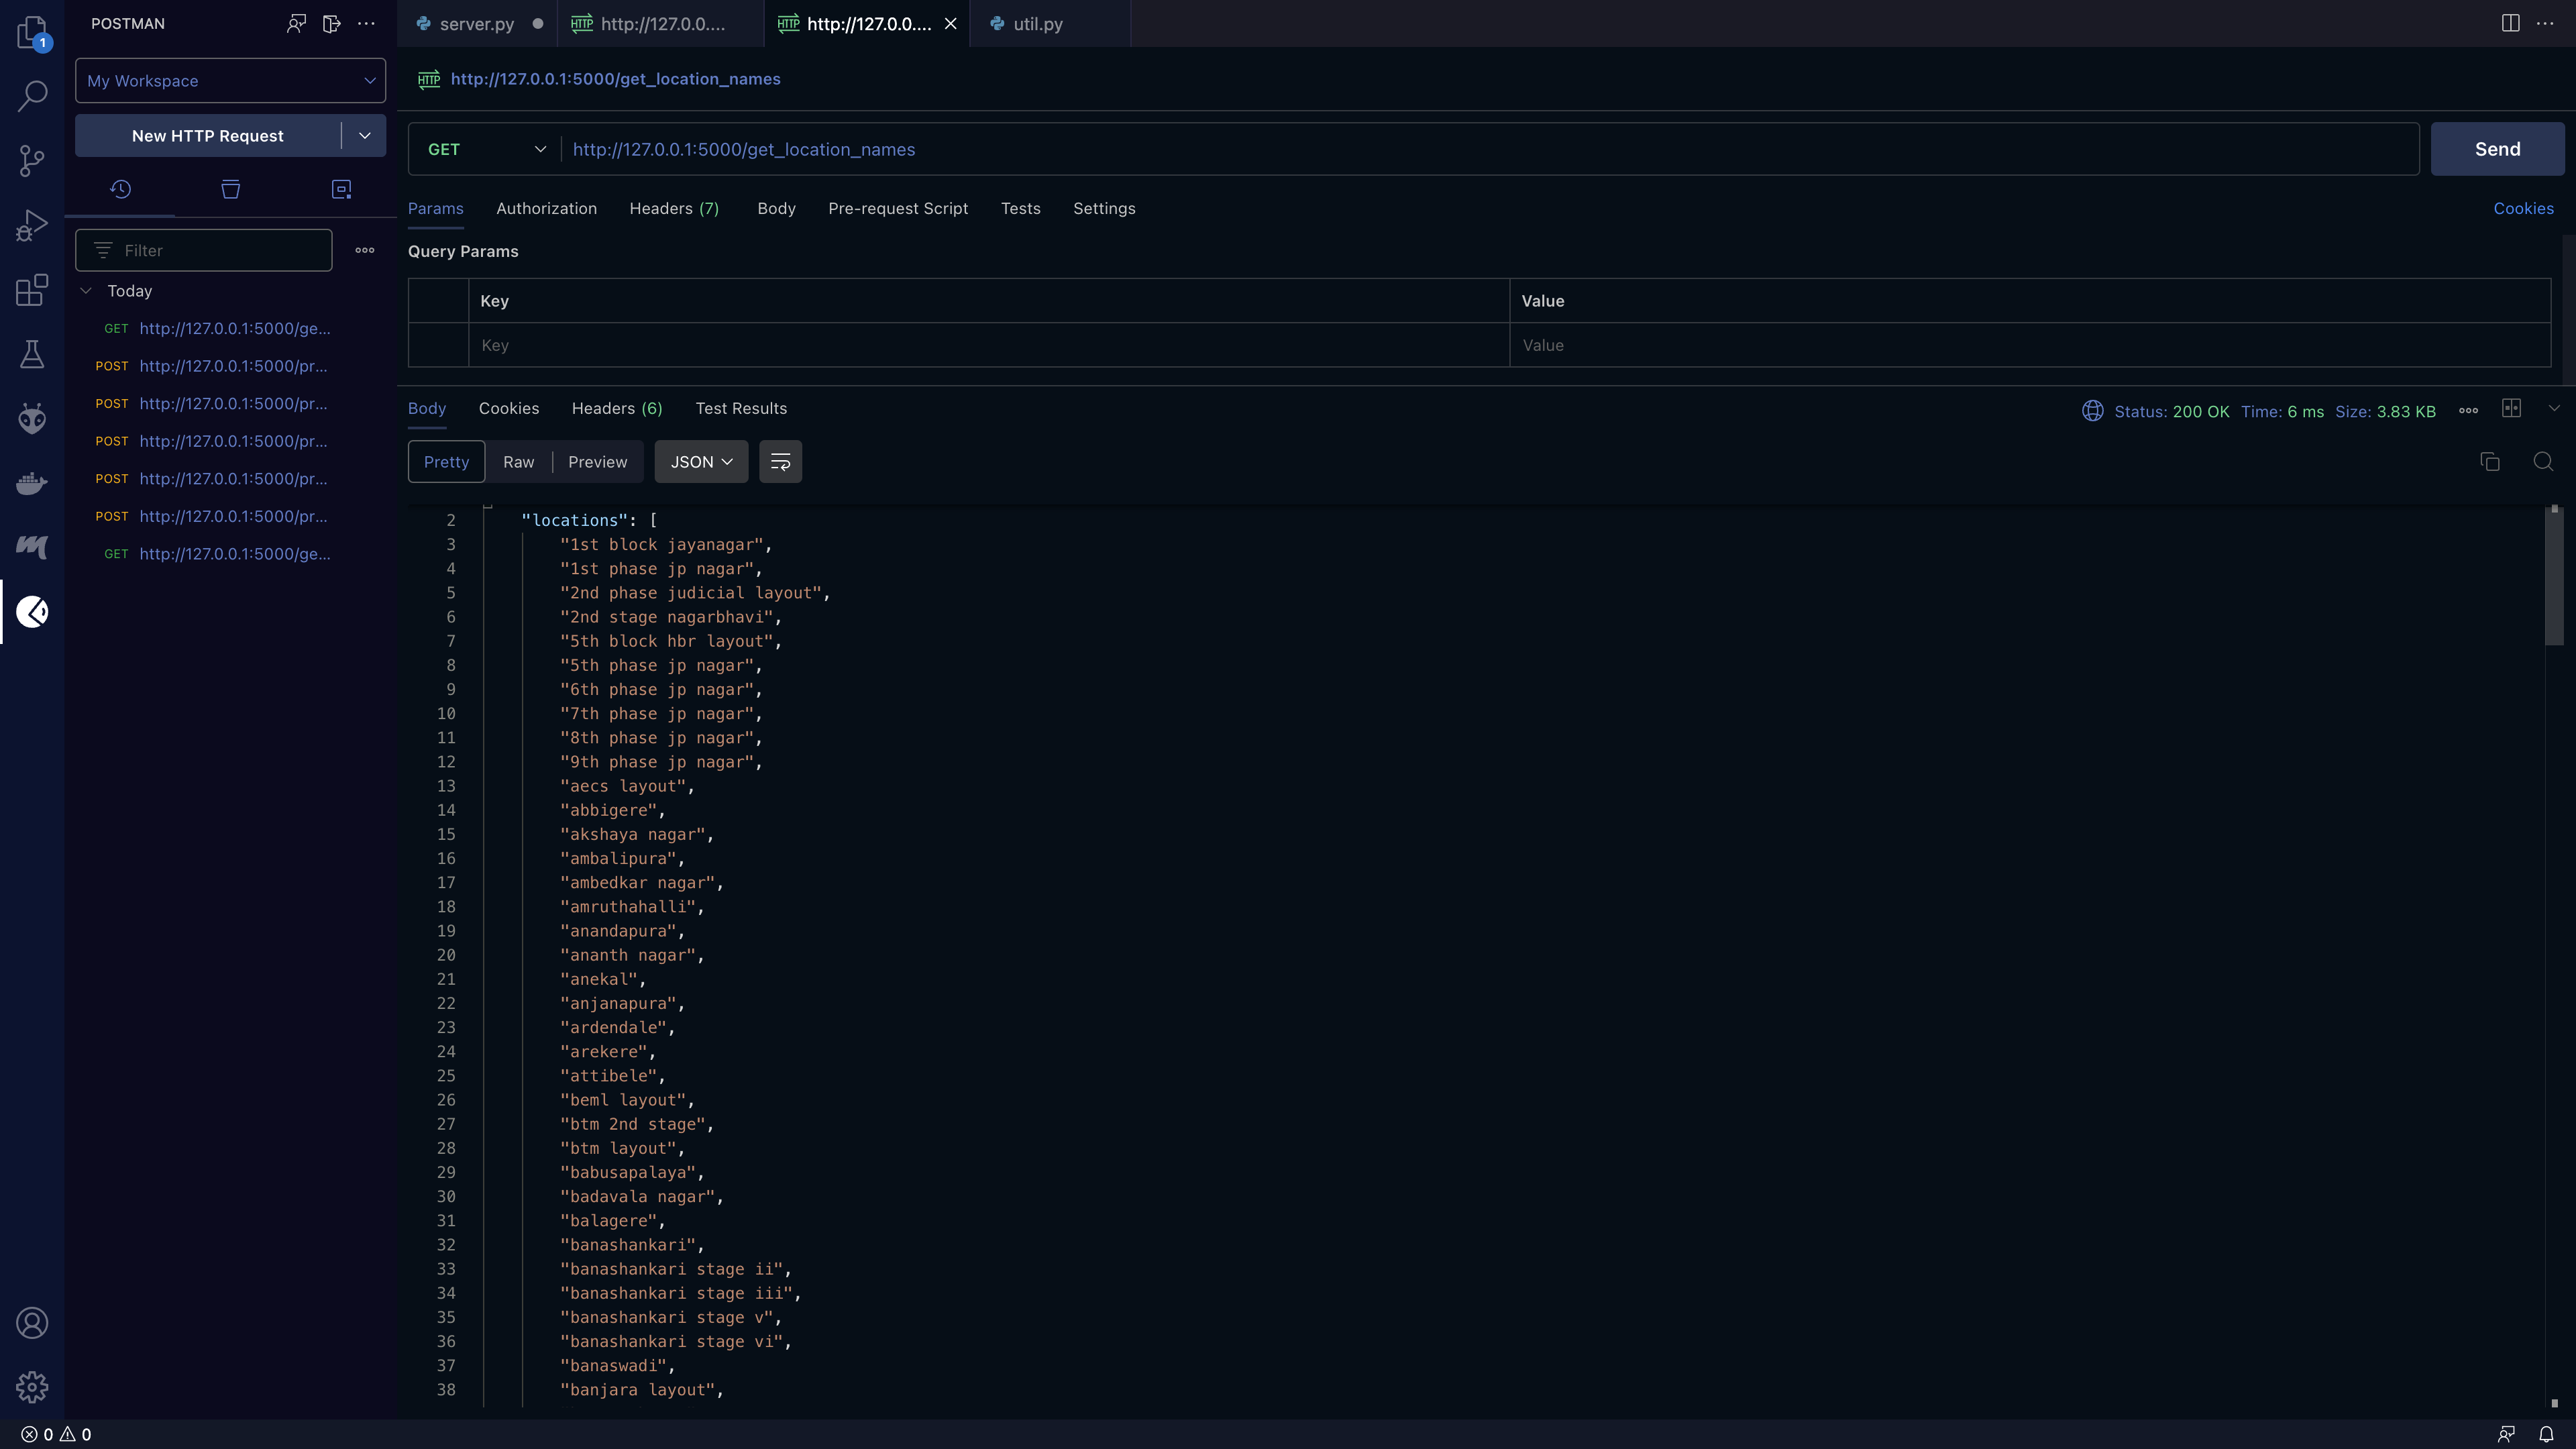 POSTMAN
1
My Workspace
New HTTP Request
Filter
Today
GET http://127.0.0.1:5000/ge...
POST http://127.0.0.1:5000/pr...
POST http://127.0.0.1:5000/pr...
POST http://127.0.0.1:5000/pr...
POST http://127.0.0.1:5000/pr...
POST http://127.0.0.1:5000/pr...
GET http://127.0.0.1:5000/ge...
server.py
HTTP http://127.0.0....
HTTP http://127.0.0....
util.py
HTTP http://127.0.0.1:5000/get_location_names
GET http://127.0.0.1:5000/get_location_names
Send
Params Authorization Headers (7) Body Pre-request Script Tests Settings Cookies
Query Params
Key Value
Key Value
Body Cookies Headers (6) Test Results Status: 200 OK Time: 6 ms Size: 3.83 KB
Pretty Raw Preview JSON
2 "locations": [
3 "1st block jayanagar",
4 "1st phase jp nagar",
5 "2nd phase judicial layout",
6 "2nd stage nagarbhavi",
7 "5th block hbr layout",
8 "5th phase jp nagar",
9 "6th phase jp nagar",
10 "7th phase jp nagar",
11 "8th phase jp nagar",
12 "9th phase jp nagar",
13 "aecs layout",
14 "abbigere",
15 "akshaya nagar",
16 "ambalipura",
17 "ambedkar nagar",
18 "amruthahalli",
19 "anandapura",
20 "ananth nagar",
21 "anekal",
22 "anjanapura",
23 "ardendale",
24 "arekere",
25 "attibele",
26 "beml layout",
27 "btm 2nd stage",
28 "btm layout",
29 "babusapalaya",
30 "badavala nagar",
31 "balagere",
32 "banashankari",
33 "banashankari stage ii",
34 "banashankari stage iii",
35 "banashankari stage v",
36 "banashankari stage vi",
37 "banaswadi",
38 "banjara layout",
0 0